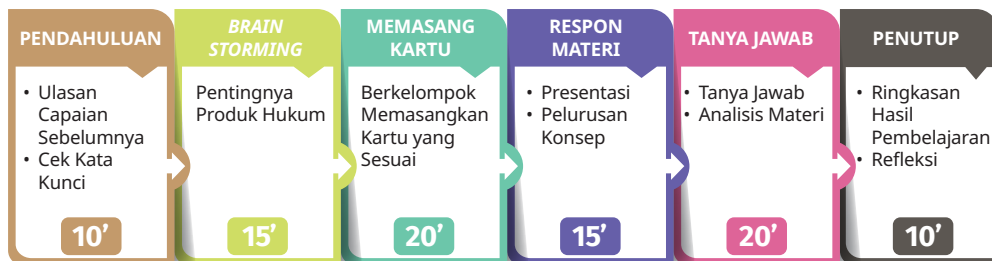 PENDAHULUAN
• Ulasan
Capaian
Sebelumnya
• Cek Kata
Kunci
10’
BRAIN
STORMING
Pentingnya
Produk Hukum
15’
MEMASANG
KARTU
Berkelompok
Memasangkan
Kartu yang
Sesuai
20’
RESPON
MATERI
• Presentasi
• Pelurusan
Konsep
15’
TANYA JAWAB
• Tanya Jawab
• Analisis Materi
20’
PENUTUP
• Ringkasan
Hasil
Pembelajaran
• Refleksi
10’